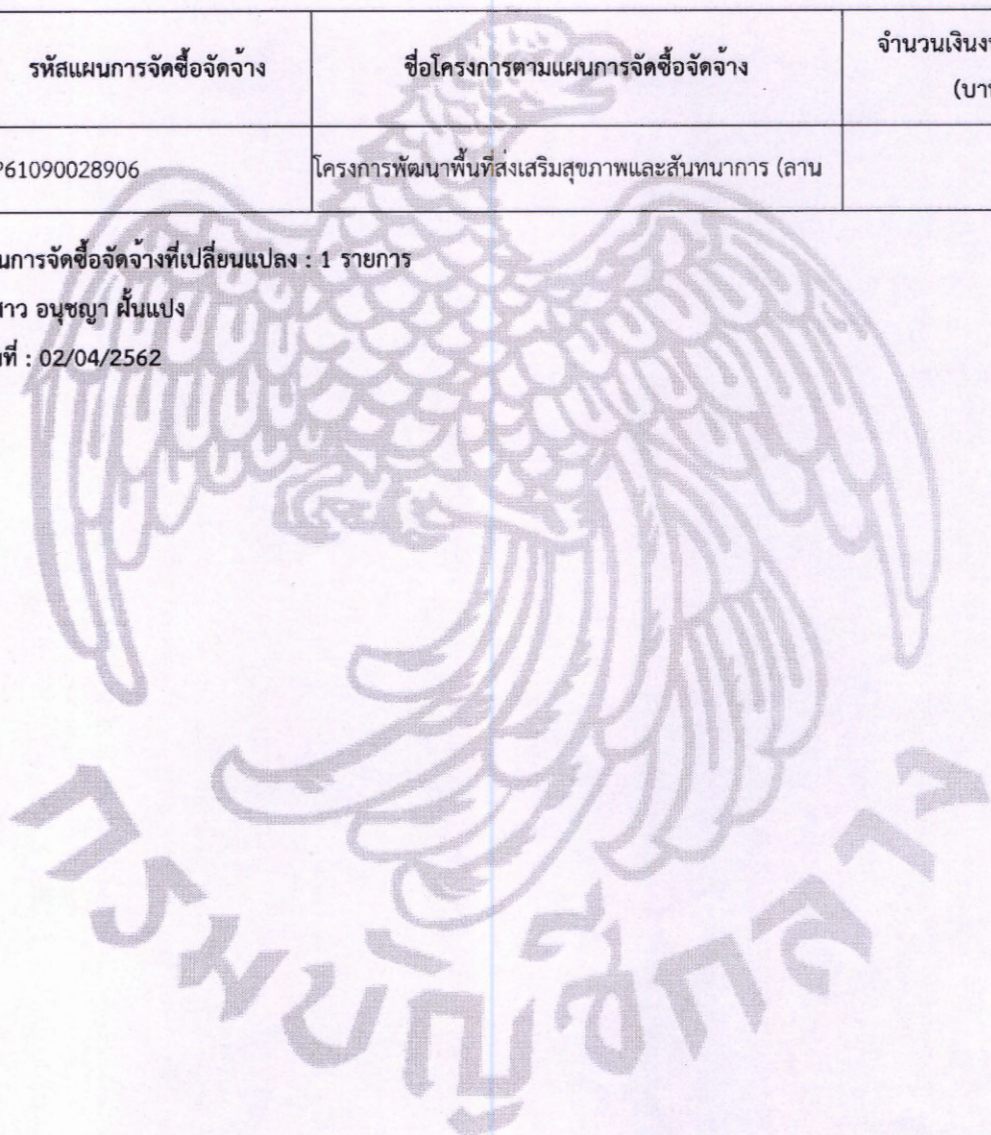 รหัสแผนการจัดซื้อจัดจ้าง
ชื่อโครงการตามแผนการจัดซื้อจัดจ้าง
จำนวนเงินง
(บา
P61090028906
โครงการพัฒนาพื้นที่ส่งเสริมสุขภาพและสันทนาการ (ลาน
นการจัดซื้อจัดจ้างที่เปลี่ยนแปลง : 1 รายการ
สาว อนุชญา ฝั้นแปง
ที่ : 02/04/2562
กรมบัญชีกลาง